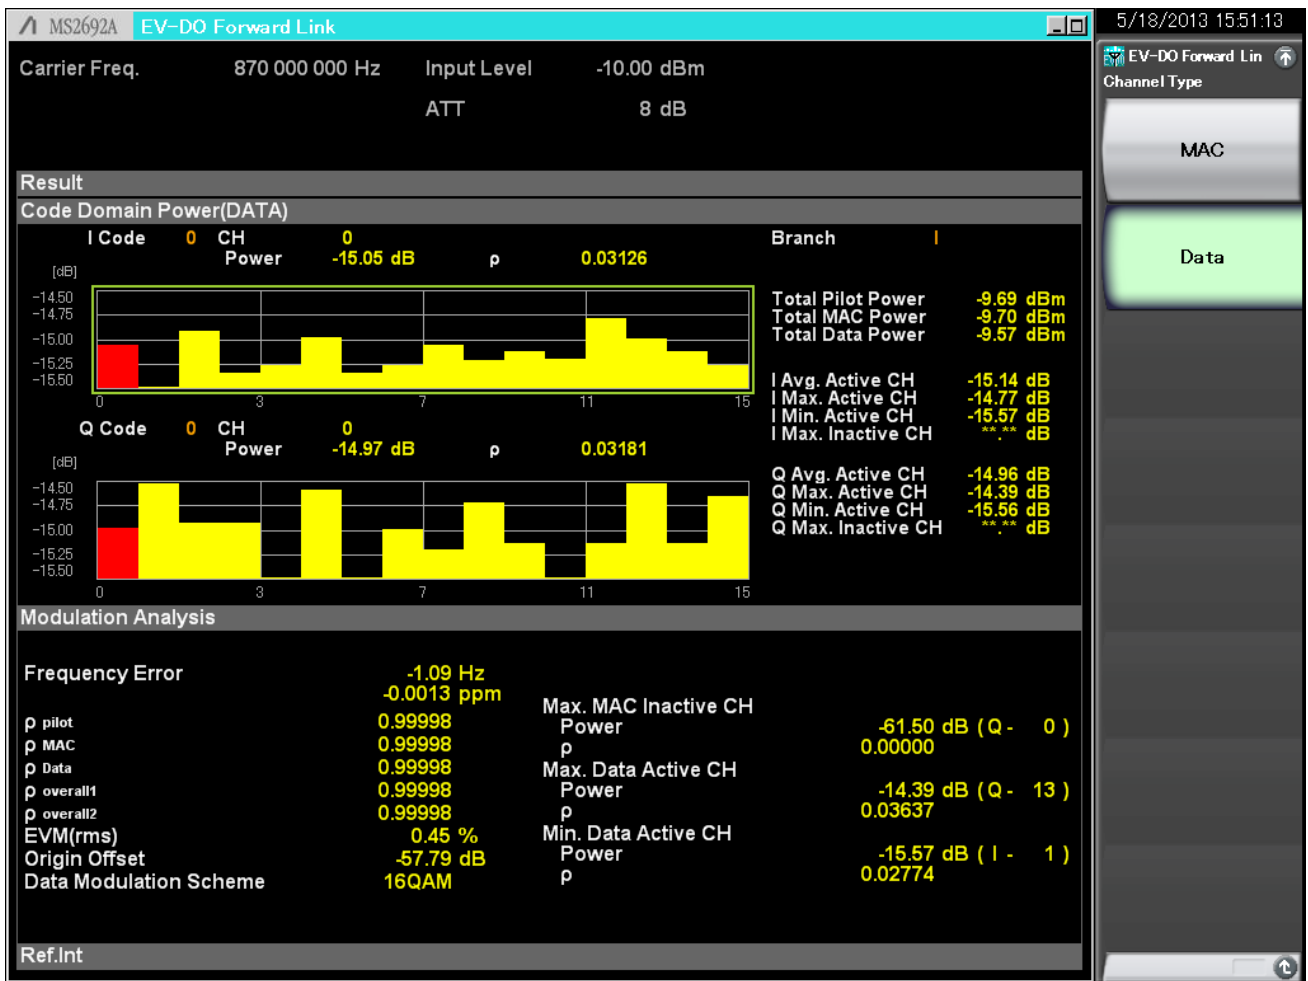 MS2692A EV-DO Forward Link
5/18/2013 15:51:13
Carrier Freq. 870 000 000 Hz Input Level -10.00 dBm
ATT 8 dB
EV-DO Forward Lin
Channel Type
MAC
Data
Result
Code Domain Power(DATA)
I Code 0 CH 0
Power -15.05 dB ρ 0.03126
Branch I
[dB]
-14.50
-14.75
-15.00
-15.25
-15.50
0 3 7 11 15
Total Pilot Power -9.69 dBm
Total MAC Power -9.70 dBm
Total Data Power -9.57 dBm
I Avg. Active CH -15.14 dB
I Max. Active CH -14.77 dB
I Min. Active CH -15.57 dB
I Max. Inactive CH **.** dB
Q Code 0 CH 0
Power -14.97 dB ρ 0.03181
[dB]
-14.50
-14.75
-15.00
-15.25
-15.50
0 3 7 11 15
Q Avg. Active CH -14.96 dB
Q Max. Active CH -14.39 dB
Q Min. Active CH -15.56 dB
Q Max. Inactive CH **.** dB
Modulation Analysis
Frequency Error -1.09 Hz
-0.0013 ppm
ρ pilot 0.99998
ρ MAC 0.99998
ρ Data 0.99998
ρ overall1 0.99998
ρ overall2 0.99998
EVM(rms) 0.45 %
Origin Offset -57.79 dB
Data Modulation Scheme 16QAM
Max. MAC Inactive CH
Power -61.50 dB ( Q - 0 )
ρ 0.00000
Max. Data Active CH
Power -14.39 dB ( Q - 13 )
ρ 0.03637
Min. Data Active CH
Power -15.57 dB ( I - 1 )
ρ 0.02774
Ref.Int